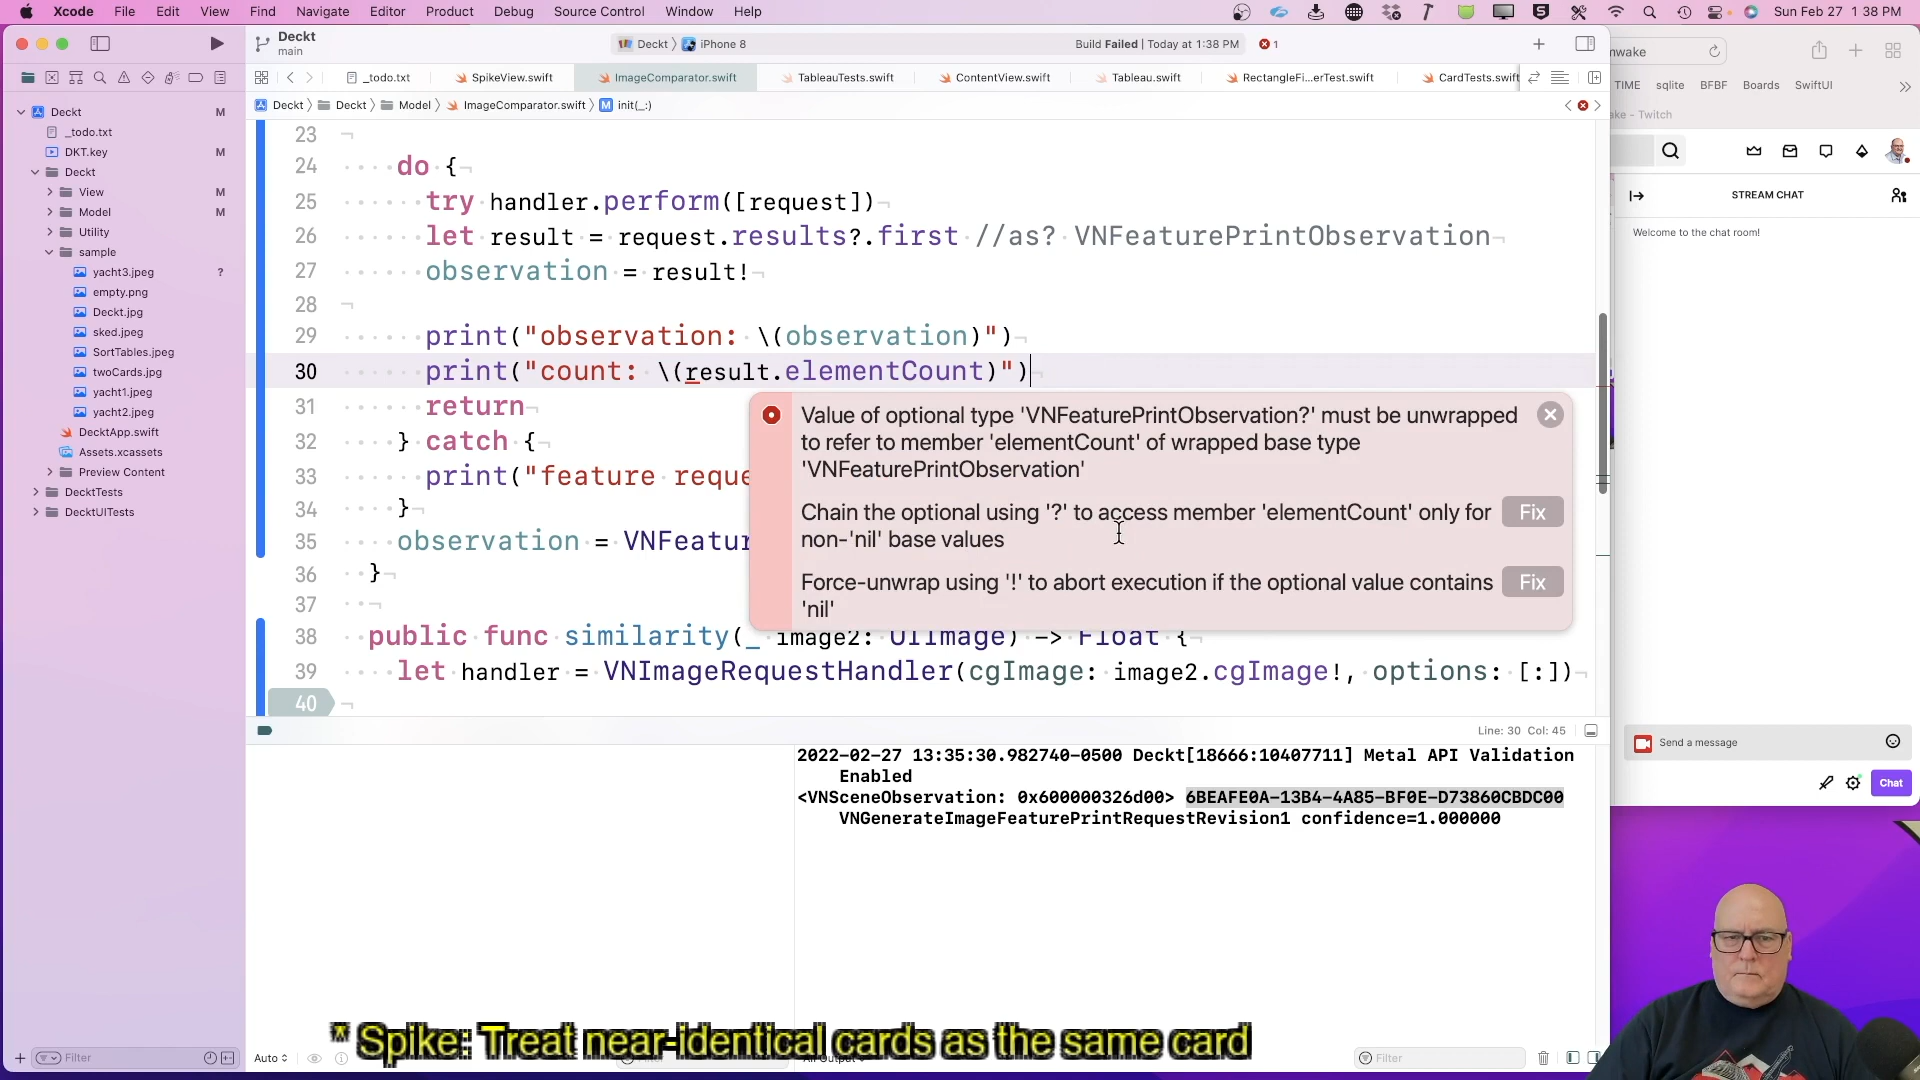 Xcode File Edit View Find Navigate Editor Product Debug Source Control Window Help
Sun Feb 27 1 38 PM
Deckt
main
Deckt iPhone 8
Build Failed | Today at 1:38 PM 1
_todo.txt SpikeView.swift ImageComparator.swift TableauTests.swift ContentView.swift Tableau.swift RectangleFi...erTest.swift CardTests.swift
Deckt Deckt Model ImageComparator.swift M init(_:)
Deckt M
_todo.txt
DKT.key M
Deckt
View M
Model M
Utility
sample
yacht3.jpeg ?
empty.png
Deckt.jpg
sked.jpeg
SortTables.jpeg
twoCards.jpg
yacht1.jpeg
yacht2.jpeg
DecktApp.swift
Assets.xcassets
Preview Content
DecktTests
DecktUITests
Filter
23
24 do {
25 try handler.perform([request])
26 let result = request.results?.first //as? VNFeaturePrintObservation
27 observation = result!
28
29 print("observation: \(observation)")
30 print("count: \(result.elementCount)")
31 return
32 } catch {
33 print("feature reque
34 }
35 observation = VNFeatur
36 }
37
38 public func similarity(_ image2: UIImage) -> Float {
39 let handler = VNImageRequestHandler(cgImage: image2.cgImage!, options: [:])
40
Value of optional type 'VNFeaturePrintObservation?' must be unwrapped
to refer to member 'elementCount' of wrapped base type
'VNFeaturePrintObservation'
Chain the optional using '?' to access member 'elementCount' only for
non-'nil' base values
Fix
Force-unwrap using '!' to abort execution if the optional value contains
'nil'
Fix
Line: 30 Col: 45
2022-02-27 13:35:30.982740-0500 Deckt[18666:10407711] Metal API Validation
Enabled
<VNSceneObservation: 0x600000326d00> 6BEAFE0A-13B4-4A85-BF0E-D73860CBDC00
VNGenerateImageFeaturePrintRequestRevision1 confidence=1.000000
Auto
Filter
* Spike: Treat near-identical cards as the same card
nwake
TIME sqlite BFBF Boards SwiftUI
ake - Twitch
STREAM CHAT
Welcome to the chat room!
Send a message
Chat